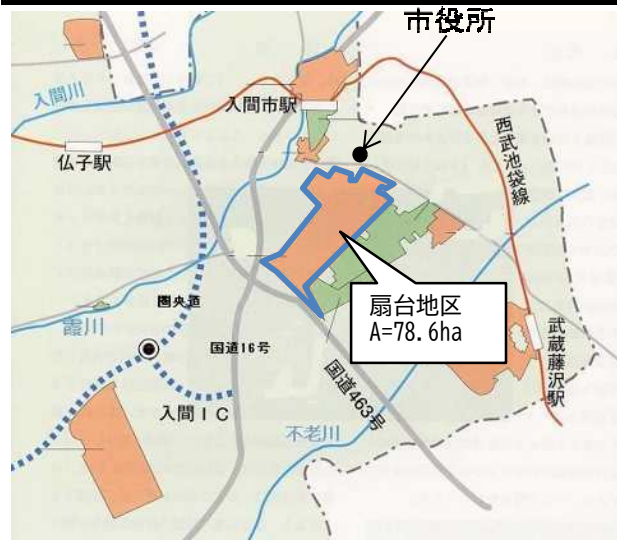 市役所
入間川
入間市駅
仏子駅
西武池袋線
扇台地区
A=78.6ha
圏央道
霞川
国道16号
武蔵藤沢駅
国道463号
入間IC
不老川